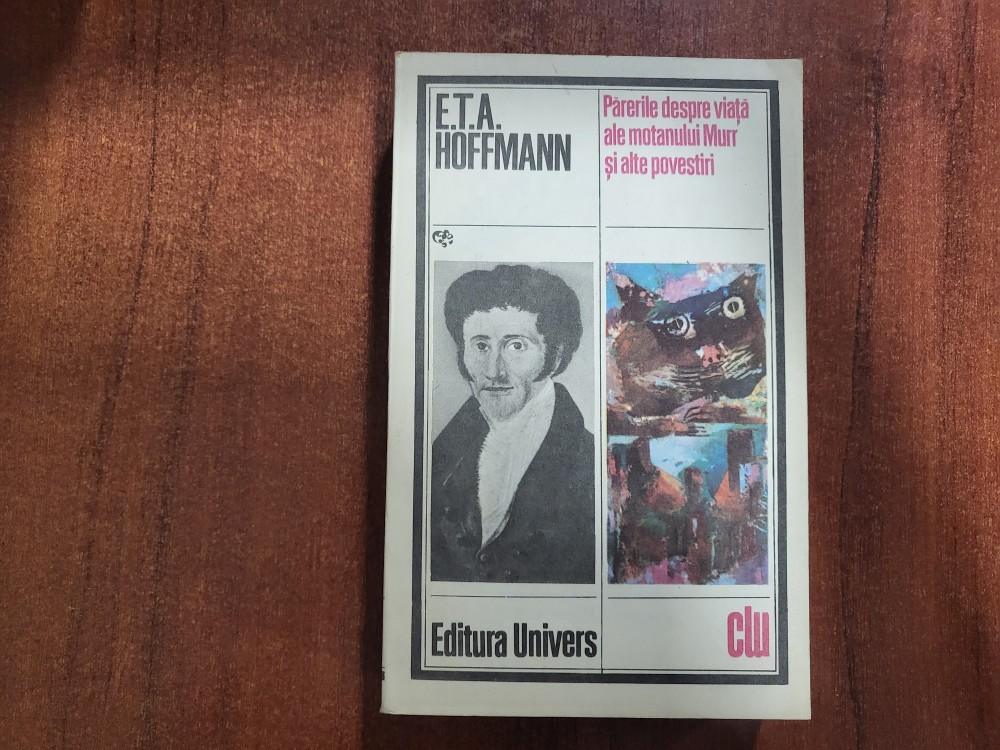 E.T.A.
HOFFMANN
Părerile despre viață
ale motanului Murr
și alte povestiri
Editura Univers
clu